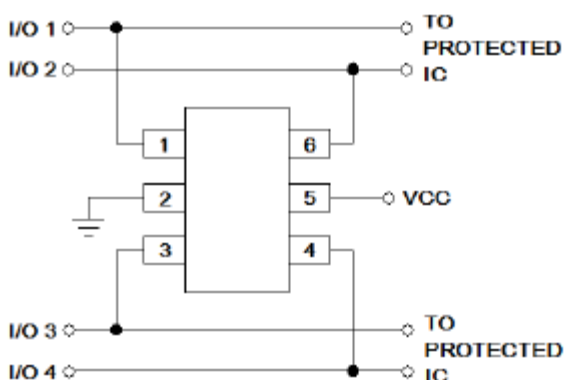 I/O 1
TO
PROTECTED
I/O 2
IC
1
6
2
5
VCC
3
4
I/O 3
TO
PROTECTED
I/O 4
IC